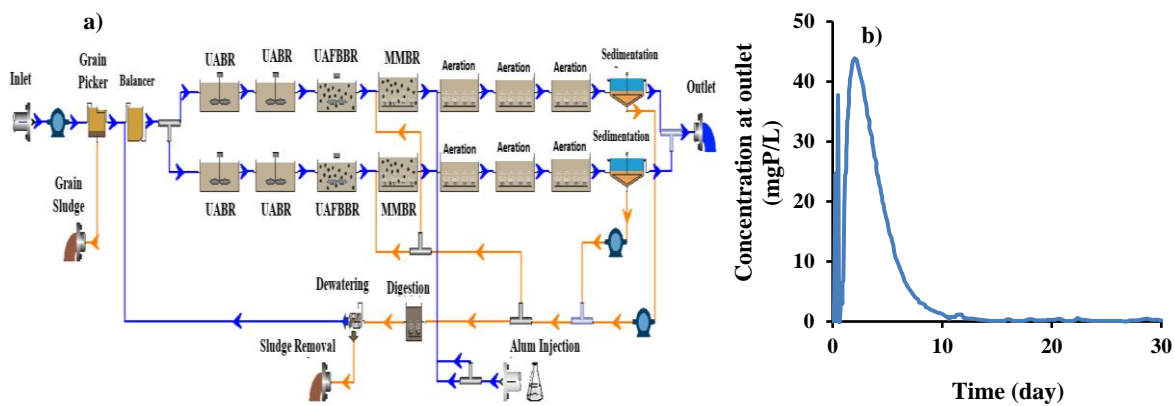 a)
Inlet
Grain
Picker
Balancer
UABR
UABR
UAFBBR
MMBR
Aeration
Aeration
Aeration
Sedimentation
Outlet
Sedimentation
Aeration
Aeration
Aeration
UABR
UABR
UAFBBR
MMBR
Grain
Sludge
Dewatering
Digestion
Sludge Removal
Alum Injection
b)
Concentration at outlet
(mgP/L)
50
40
30
20
10
0
0
10
20
30
Time (day)